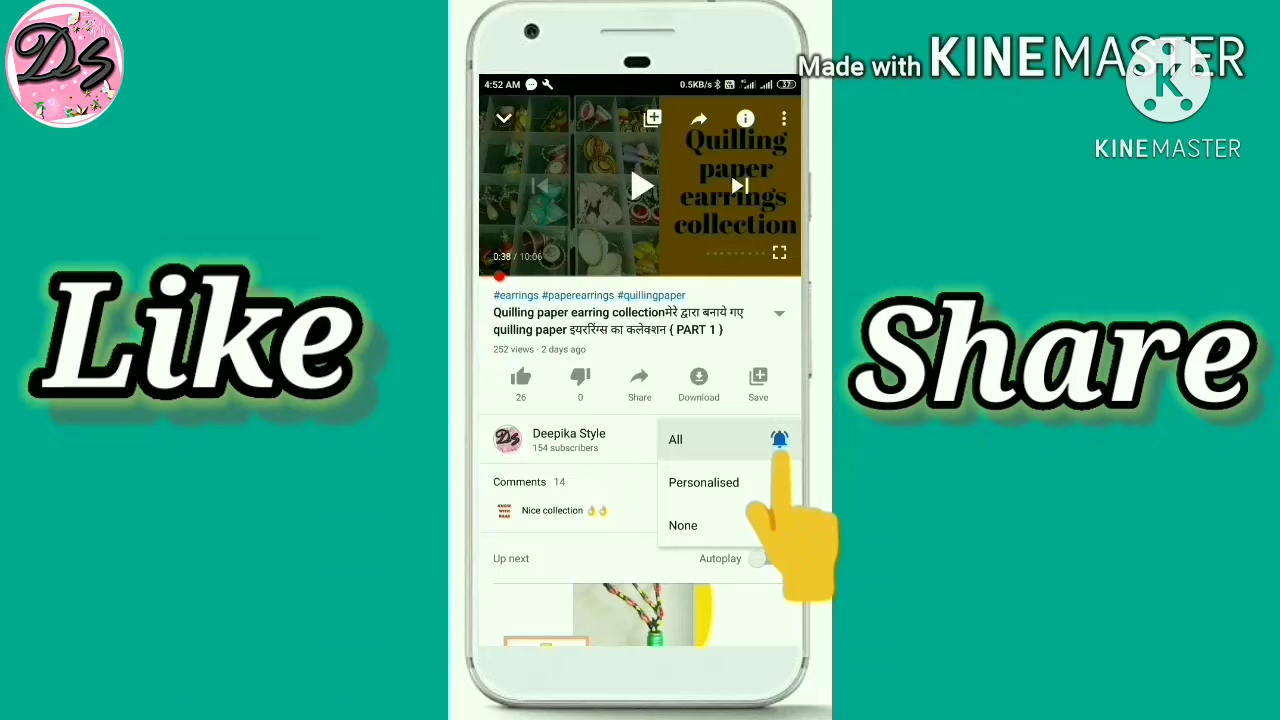 DS
Made with KINEMASTER
K
KINEMASTER
4:52 AM
0.5KB/s
37
Quilling
paper
earrings
collection
0:38 / 10:06
#earrings #paperearrings #quillingpaper
Quilling paper earring collectionमेरे द्वारा बनाये गए
quilling paper इयररिंग्स का कलेक्शन { PART 1 }
252 views · 2 days ago
26
0
Share
Download
Save
Like
Share
DS
Deepika Style
154 subscribers
All
Personalised
None
Comments 14
Nice collection 👌👌
Up next
Autoplay